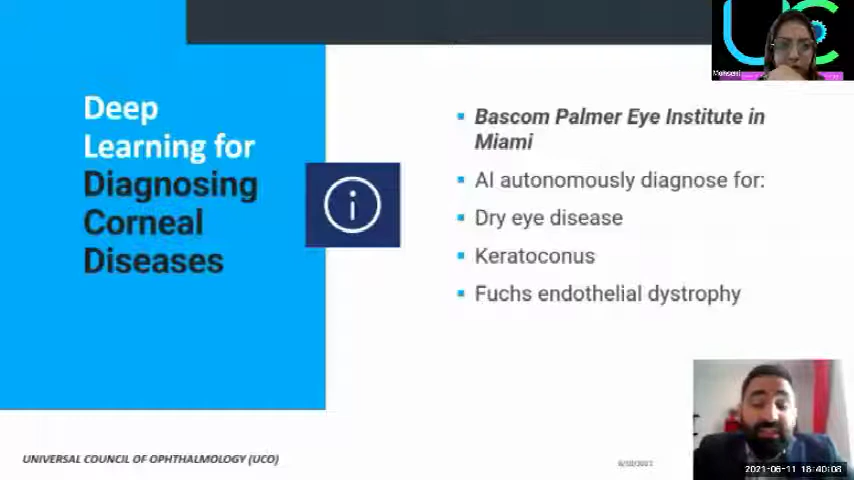 Deep
Learning for
Diagnosing
Corneal
Diseases
Bascom Palmer Eye Institute in
Miami
AI autonomously diagnose for:
Dry eye disease
Keratoconus
Fuchs endothelial dystrophy
UNIVERSAL COUNCIL OF OPHTHALMOLOGY (UCO)
2021-06-11 18:40:08